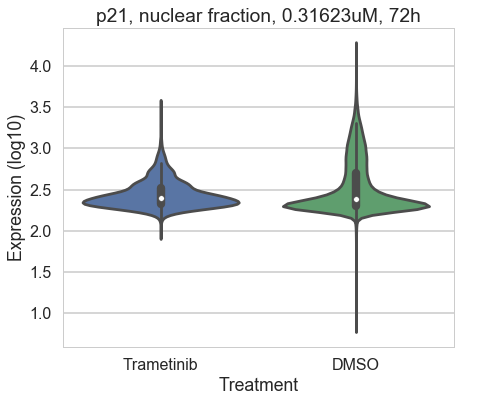 p21, nuclear fraction, 0.31623uM, 72h
4.0
3.5
3.0
2.5
2.0
1.5
1.0
Expression (log10)
Trametinib DMSO
Treatment